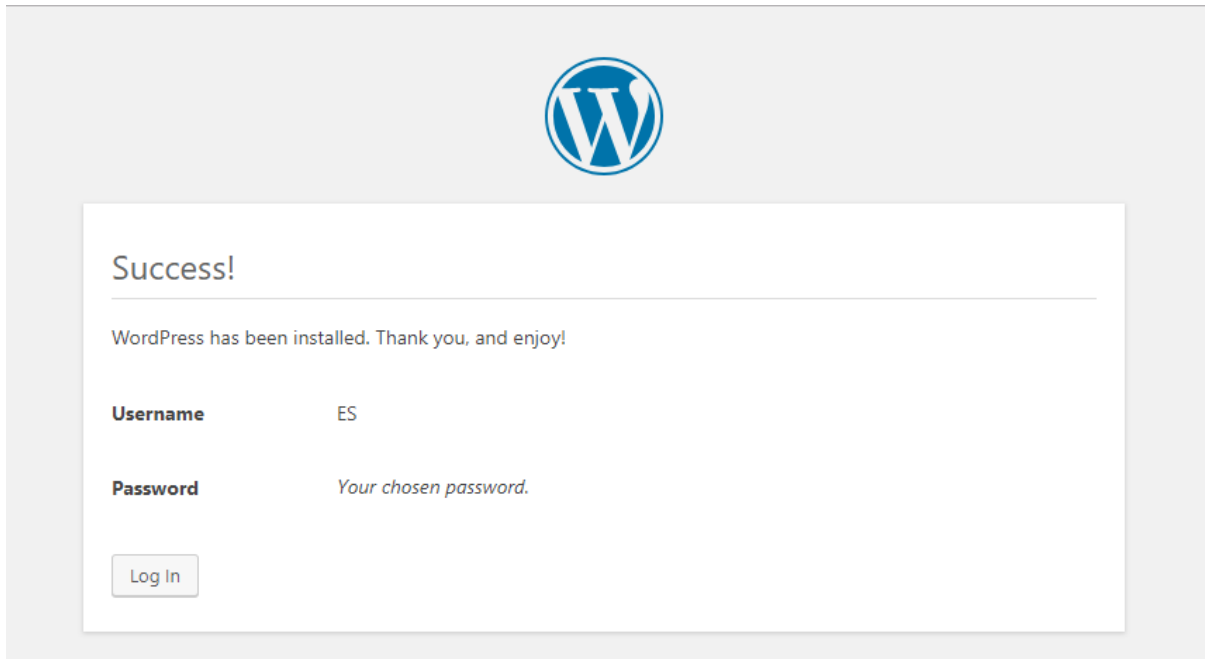 Success!
WordPress has been installed. Thank you, and enjoy!
Username ES
Password Your chosen password.
Log In